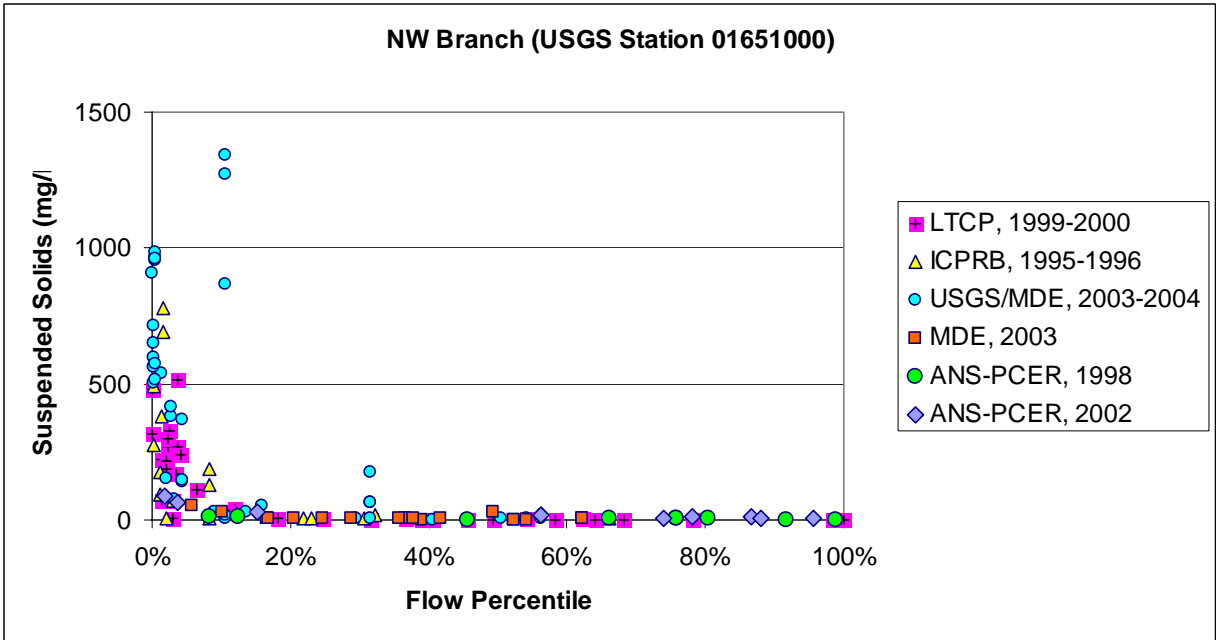 NW Branch (USGS Station 01651000)
Suspended Solids (mg/l
1500
1000
500
0
0%
20%
40%
60%
80%
100%
Flow Percentile
LTCP, 1999-2000
ICPRB, 1995-1996
USGS/MDE, 2003-2004
MDE, 2003
ANS-PCER, 1998
ANS-PCER, 2002